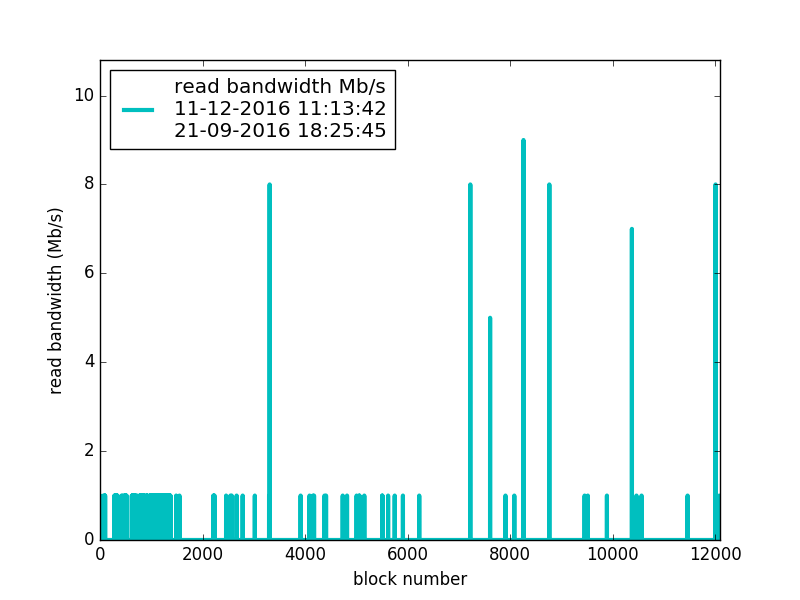 read bandwidth Mb/s
11-12-2016 11:13:42
21-09-2016 18:25:45
10
8
6
4
2
0
read bandwidth (Mb/s)
0 2000 4000 6000 8000 10000 12000
block number